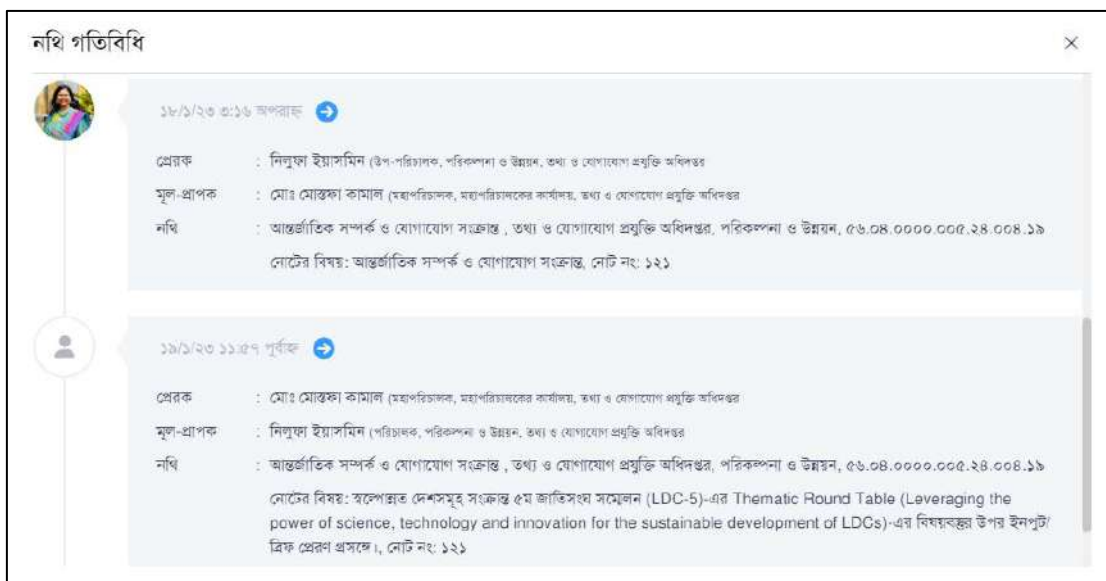 নথি গতিবিধি
১৮/১/২৩ ৩:১৬ অপরাহ্ন
প্রেরক : নিলুফা ইয়াসমিন (উপ-পরিচালক, পরিকল্পনা ও উন্নয়ন, তথ্য ও যোগাযোগ প্রযুক্তি অধিদপ্তর
মূল-প্রাপক : মোঃ মোস্তফা কামাল (মহাপরিচালক, মহাপরিচালকের কার্যালয়, তথ্য ও যোগাযোগ প্রযুক্তি অধিদপ্তর
নথি : আন্তর্জাতিক সম্পর্ক ও যোগাযোগ সংক্রান্ত , তথ্য ও যোগাযোগ প্রযুক্তি অধিদপ্তর, পরিকল্পনা ও উন্নয়ন, ৫৬.০৪.০০০০.০০৫.২৪.০০৪.১৯
নোটের বিষয়: আন্তর্জাতিক সম্পর্ক ও যোগাযোগ সংক্রান্ত, নোট নং: ১২১
১৯/১/২৩ ১১:৫৭ পূর্বাহ্ন
প্রেরক : মোঃ মোস্তফা কামাল (মহাপরিচালক, মহাপরিচালকের কার্যালয়, তথ্য ও যোগাযোগ প্রযুক্তি অধিদপ্তর
মূল-প্রাপক : নিলুফা ইয়াসমিন (পরিচালক, পরিকল্পনা ও উন্নয়ন, তথ্য ও যোগাযোগ প্রযুক্তি অধিদপ্তর
নথি : আন্তর্জাতিক সম্পর্ক ও যোগাযোগ সংক্রান্ত , তথ্য ও যোগাযোগ প্রযুক্তি অধিদপ্তর, পরিকল্পনা ও উন্নয়ন, ৫৬.০৪.০০০০.০০৫.২৪.০০৪.১৯
নোটের বিষয়: স্বল্পোন্নত দেশসমূহ সংক্রান্ত ৫ম জাতিসংঘ সম্মেলন (LDC-5)-এর Thematic Round Table (Leveraging the
power of science, technology and innovation for the sustainable development of LDCs)-এর বিষয়বস্তুর উপর ইনপুট/
ব্রিফ প্রেরণ প্রসঙ্গে।, নোট নং: ১২১